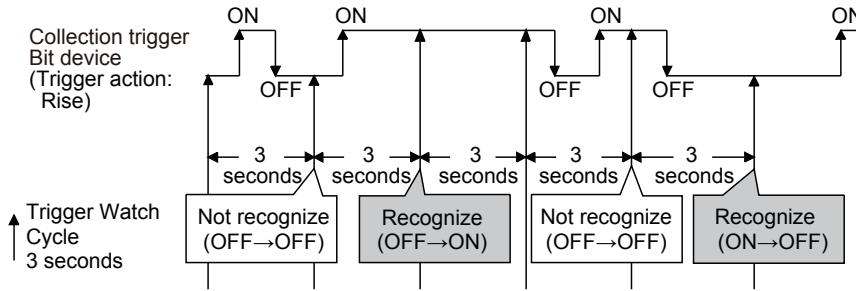 ON ON ON ON
Collection trigger
Bit device
(Trigger action:
Rise)
OFF OFF OFF
3 3 3 3 3
seconds seconds seconds seconds seconds
Trigger Watch
Cycle
3 seconds
Not recognize
(OFF→OFF)
Recognize
(OFF→ON)
Not recognize
(OFF→OFF)
Recognize
(ON→OFF)